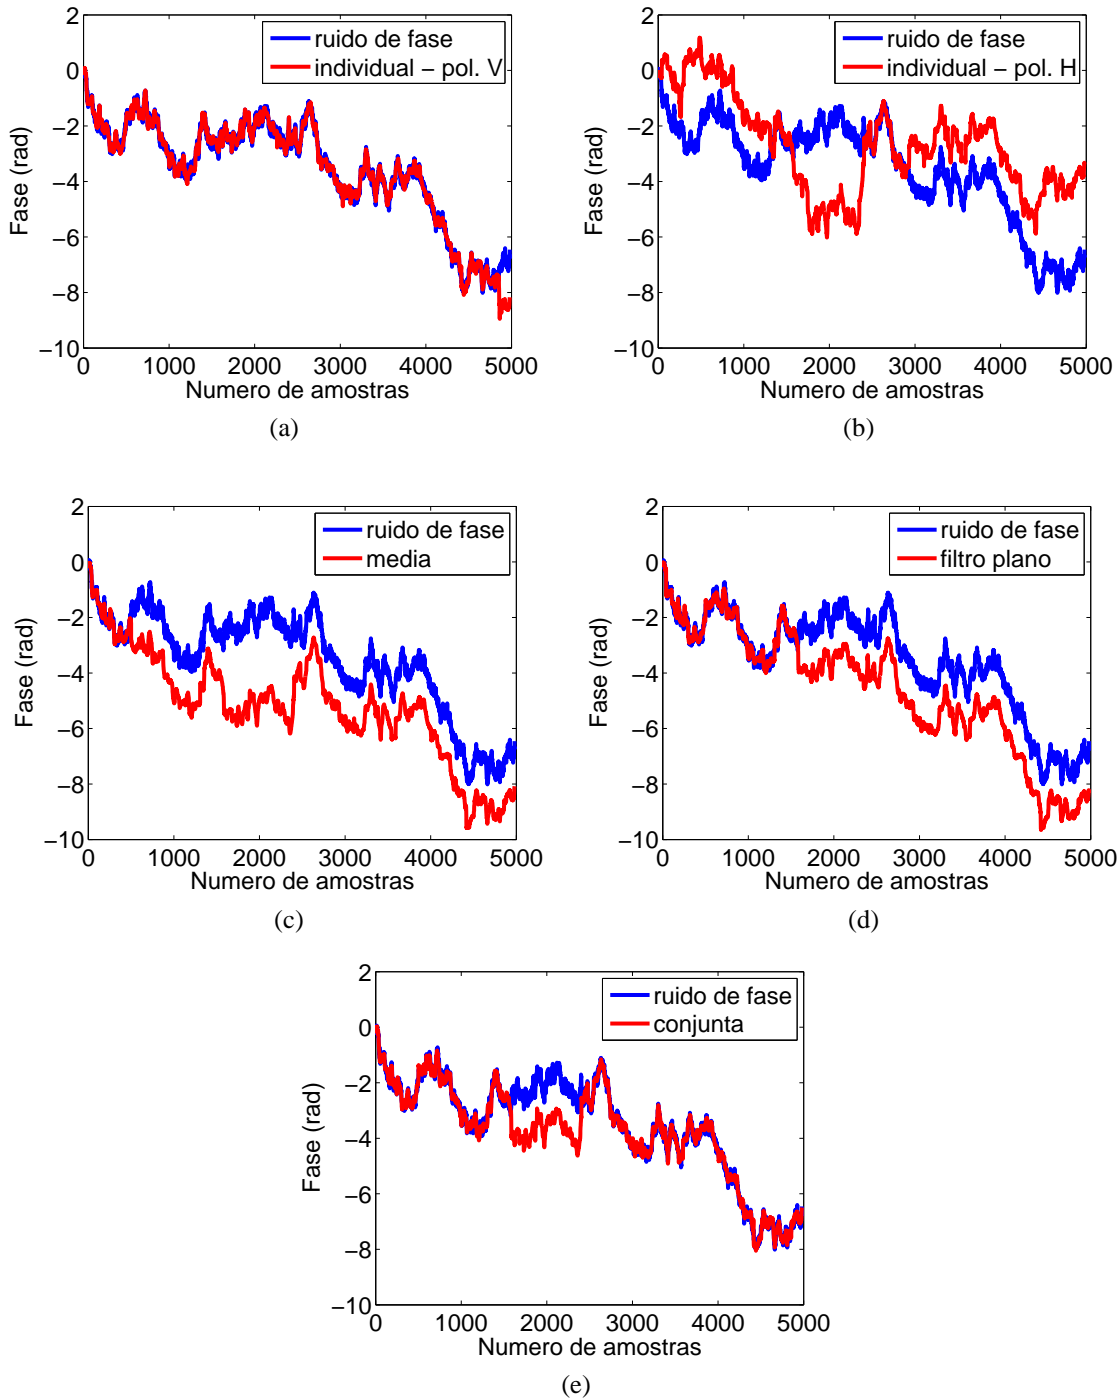 2
0
−2
−4
−6
−8
−10
0 1000 2000 3000 4000 5000
Fase (rad)
Numero de amostras
ruido de fase
individual − pol. V
(a)
2
0
−2
−4
−6
−8
−10
0 1000 2000 3000 4000 5000
Fase (rad)
Numero de amostras
ruido de fase
individual − pol. H
(b)
2
0
−2
−4
−6
−8
−10
0 1000 2000 3000 4000 5000
Fase (rad)
Numero de amostras
ruido de fase
media
(c)
2
0
−2
−4
−6
−8
−10
0 1000 2000 3000 4000 5000
Fase (rad)
Numero de amostras
ruido de fase
filtro plano
(d)
2
0
−2
−4
−6
−8
−10
0 1000 2000 3000 4000 5000
Fase (rad)
Numero de amostras
ruido de fase
conjunta
(e)